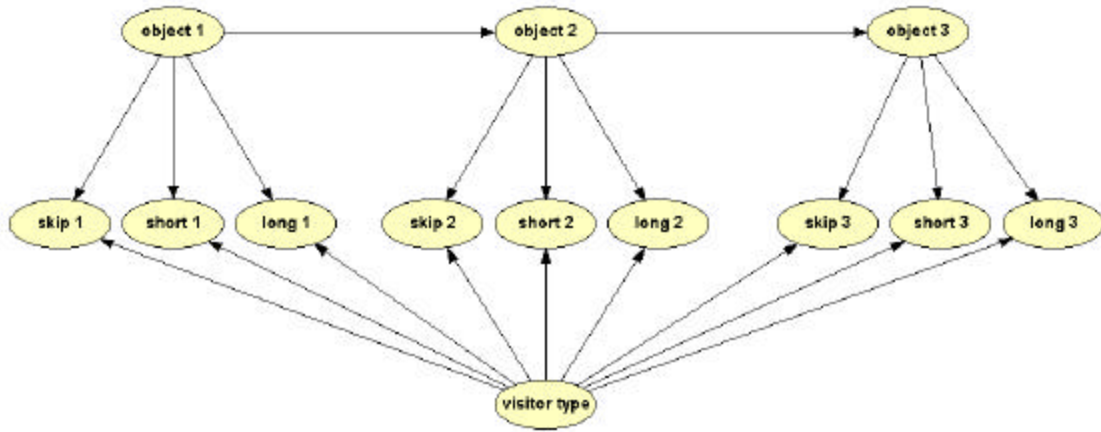 object 1
object 2
object 3
skip 1
short 1
long 1
skip 2
short 2
long 2
skip 3
short 3
long 3
visitor type